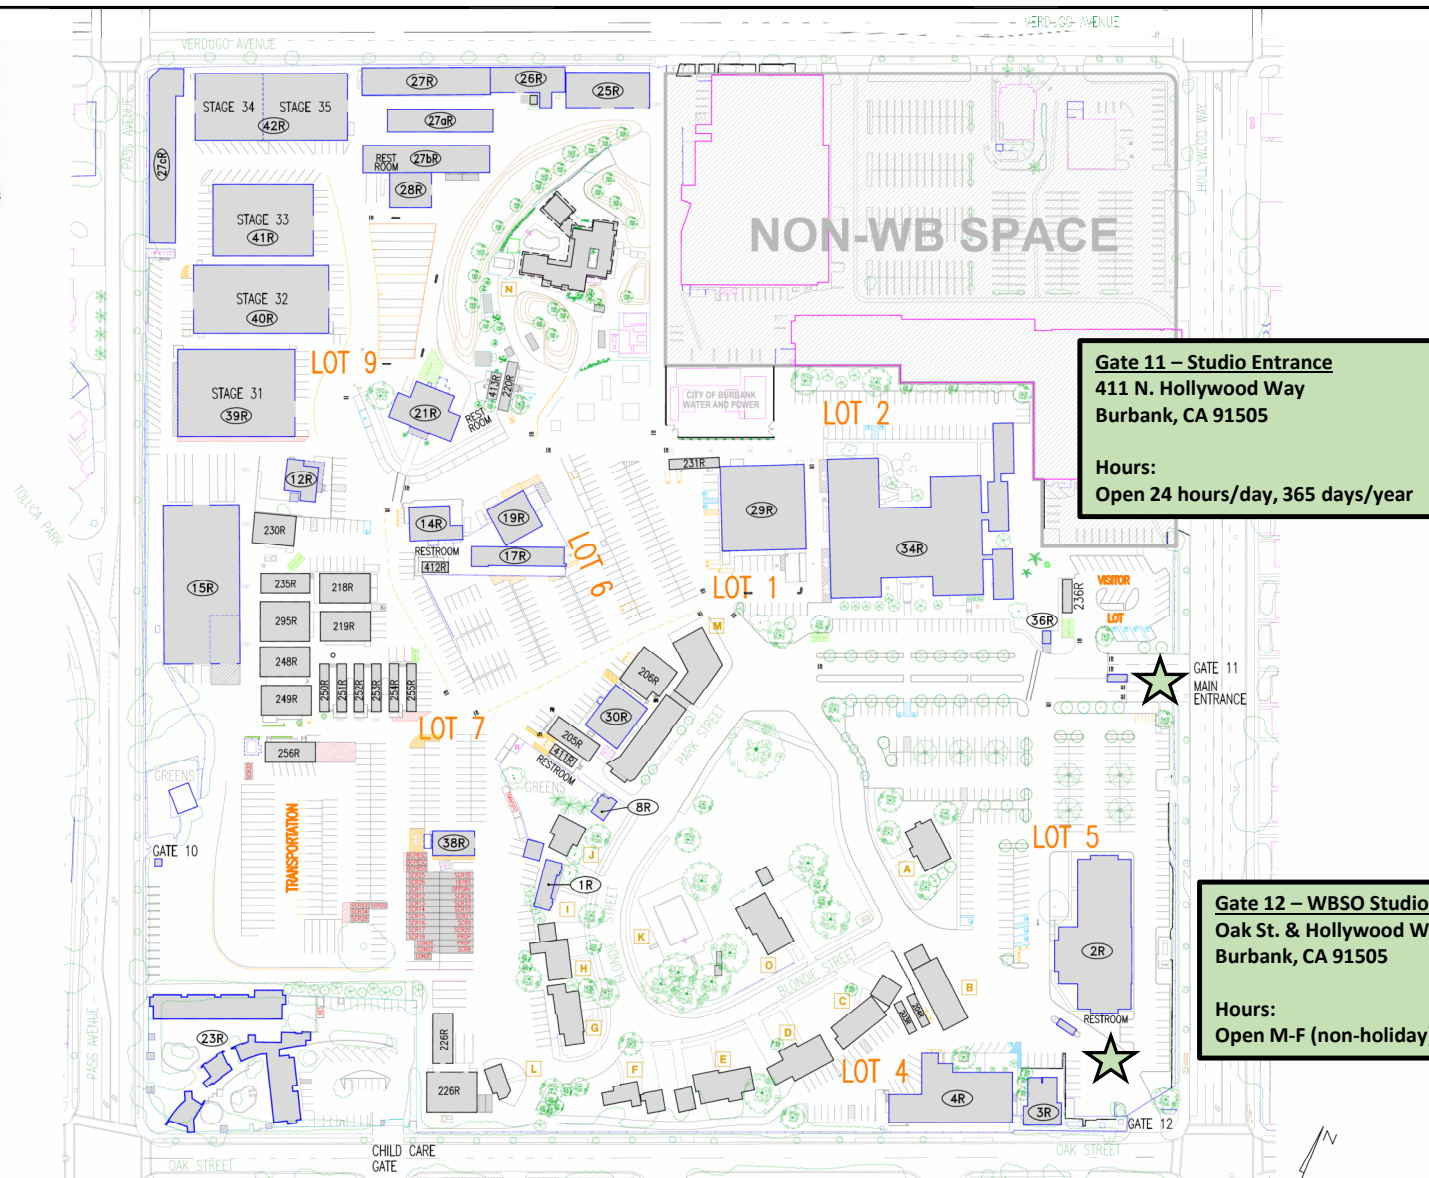 VERDUGO AVENUE
VERDUGO AVENUE
PASS AVENUE
HOLLYWOOD WAY
STAGE 34
STAGE 35
42R
27R
26R
25R
27aR
27cR
REST
ROOM
27bR
28R
STAGE 33
41R
STAGE 32
40R
STAGE 31
39R
LOT 9
N
NON-WB SPACE
413R
220R
21R
REST
ROOM
CITY OF BURBANK
WATER AND POWER
LOT 2
Gate 11 – Studio Entrance
411 N. Hollywood Way
Burbank, CA 91505
Hours:
Open 24 hours/day, 365 days/year
TOLUCA PARK
12R
230R
14R
RESTROOM
412R
19R
17R
LOT 6
231R
29R
34R
LOT 1
15R
235R
218R
295R
219R
248R
249R
250R
251R
252R
253R
254R
255R
256R
LOT 7
236R
36R
VISITOR
LOT
GATE 11
MAIN
ENTRANCE
M
206R
30R
205R
411R
RESTROOM
PARK STREET
GREENS
GREENS
GATE 10
TRANSPORTATION
38R
8R
J
1R
I
H
G
K
O
A
B
C
D
E
F
L
BLONDIE STREET
BLONDIE STREET
LOT 5
2R
RESTROOM
Gate 12 – WBSO Studio
Oak St. & Hollywood W
Burbank, CA 91505
Hours:
Open M-F (non-holiday
23R
226R
226R
203R
204R
LOT 4
4R
3R
GATE 12
PASS AVENUE
OAK STREET
CHILD CARE
GATE
OAK STREET
N